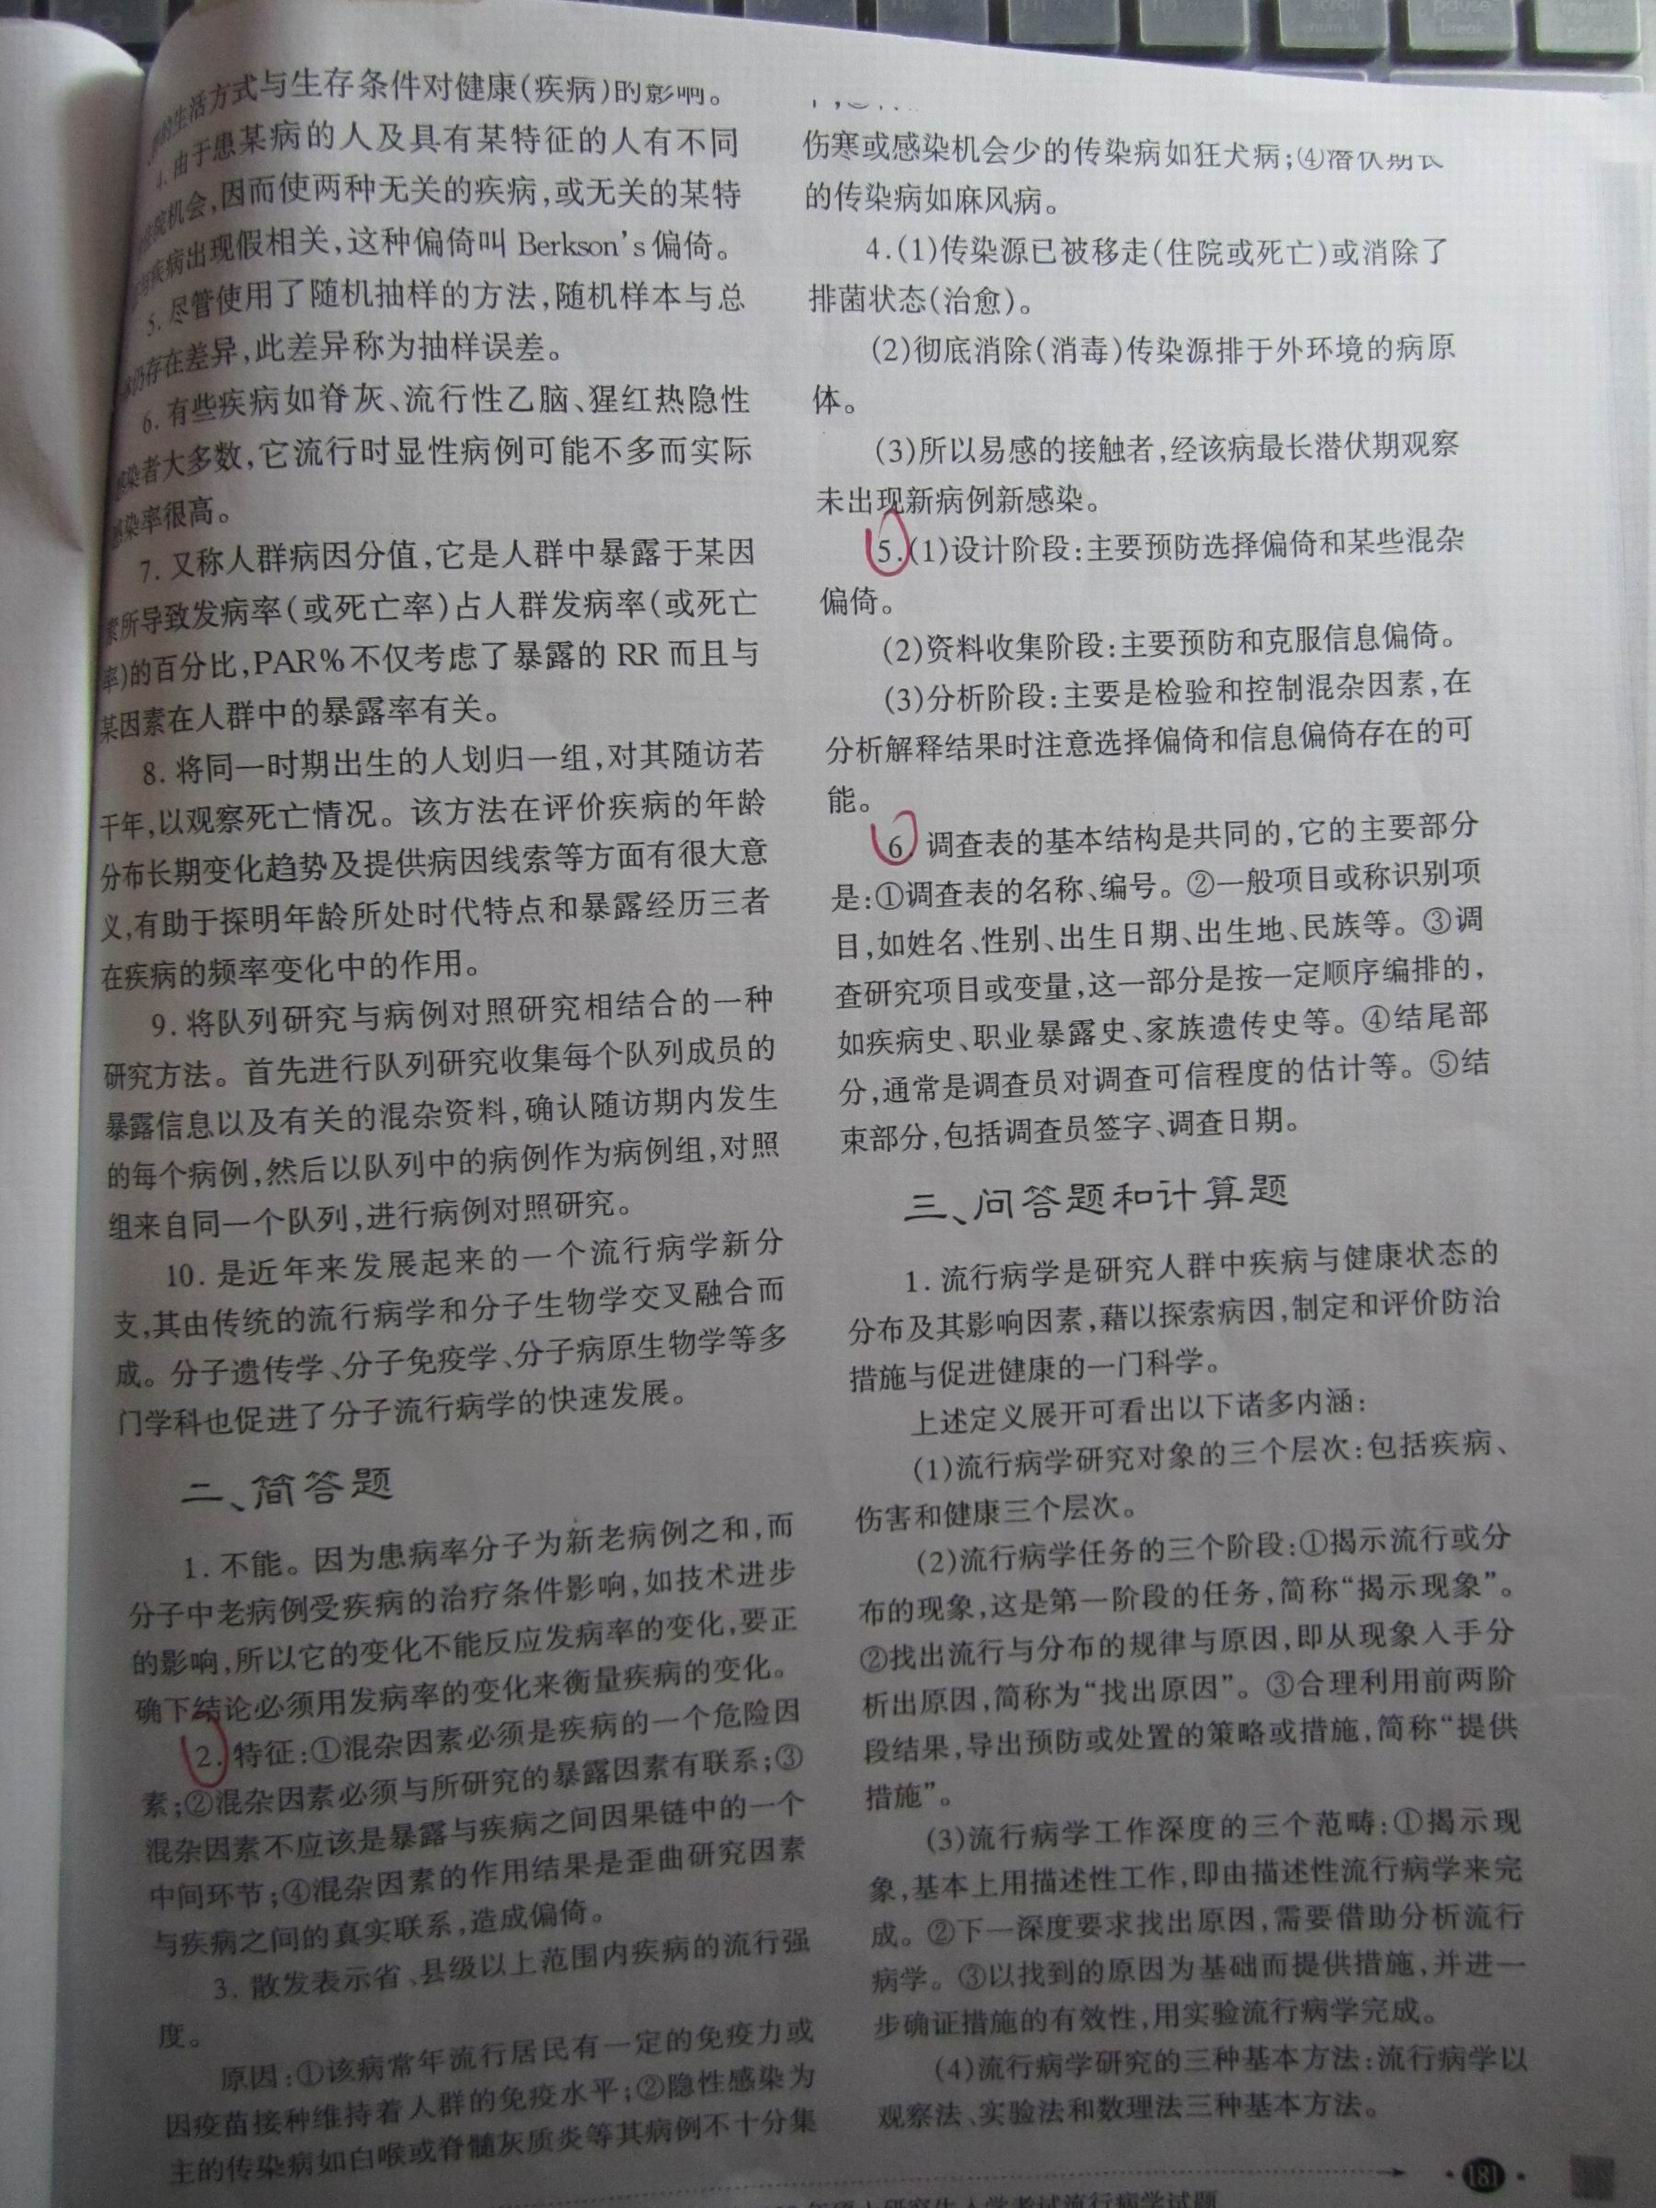 的生活方式与生存条件对健康(疾病)的影响。
4. 由于患某病的人及具有某特征的人有不同
住院机会,因而使两种无关的疾病,或无关的某特
与疾病出现假相关,这种偏倚叫 Berkson's 偏倚。
5. 尽管使用了随机抽样的方法,随机样本与总
仍存在差异,此差异称为抽样误差。
6. 有些疾病如脊灰、流行性乙脑、猩红热隐性
感染者大多数,它流行时显性病例可能不多而实际
感染率很高。
7. 又称人群病因分值,它是人群中暴露于某因
素所导致发病率(或死亡率)占人群发病率(或死亡
率)的百分比,PAR%不仅考虑了暴露的 RR 而且与
某因素在人群中的暴露率有关。
8. 将同一时期出生的人划归一组,对其随访若
干年,以观察死亡情况。该方法在评价疾病的年龄
分布长期变化趋势及提供病因线索等方面有很大意
义,有助于探明年龄所处时代特点和暴露经历三者
在疾病的频率变化中的作用。
9. 将队列研究与病例对照研究相结合的一种
研究方法。首先进行队列研究收集每个队列成员的
暴露信息以及有关的混杂资料,确认随访期内发生
的每个病例,然后以队列中的病例作为病例组,对照
组来自同一个队列,进行病例对照研究。
10. 是近年来发展起来的一个流行病学新分
支,其由传统的流行病学和分子生物学交叉融合而
成。分子遗传学、分子免疫学、分子病原生物学等多
门学科也促进了分子流行病学的快速发展。
二、简答题
1. 不能。因为患病率分子为新老病例之和,而
分子中老病例受疾病的治疗条件影响,如技术进步
的影响,所以它的变化不能反应发病率的变化,要正
确下结论必须用发病率的变化来衡量疾病的变化。
2. 特征:①混杂因素必须是疾病的一个危险因
素;②混杂因素必须与所研究的暴露因素有联系;③
混杂因素不应该是暴露与疾病之间因果链中的一个
中间环节;④混杂因素的作用结果是歪曲研究因素
与疾病之间的真实联系,造成偏倚。
3. 散发表示省、县级以上范围内疾病的流行强
度。
原因:①该病常年流行居民有一定的免疫力或
因疫苗接种维持着人群的免疫水平;②隐性感染为
主的传染病如白喉或脊髓灰质炎等其病例不十分集
伤寒或感染机会少的传染病如狂犬病;④潜伏期长
的传染病如麻风病。
4.(1)传染源已被移走(住院或死亡)或消除了
排菌状态(治愈)。
(2)彻底消除(消毒)传染源排于外环境的病原
体。
(3)所以易感的接触者,经该病最长潜伏期观察
未出现新病例新感染。
5.(1)设计阶段:主要预防选择偏倚和某些混杂
偏倚。
(2)资料收集阶段:主要预防和克服信息偏倚。
(3)分析阶段:主要是检验和控制混杂因素,在
分析解释结果时注意选择偏倚和信息偏倚存在的可
能。
6 调查表的基本结构是共同的,它的主要部分
是:①调查表的名称、编号。②一般项目或称识别项
目,如姓名、性别、出生日期、出生地、民族等。③调
查研究项目或变量,这一部分是按一定顺序编排的,
如疾病史、职业暴露史、家族遗传史等。④结尾部
分,通常是调查员对调查可信程度的估计等。⑤结
束部分,包括调查员签字、调查日期。
三、问答题和计算题
1. 流行病学是研究人群中疾病与健康状态的
分布及其影响因素,藉以探索病因,制定和评价防治
措施与促进健康的一门科学。
上述定义展开可看出以下诸多内涵:
(1)流行病学研究对象的三个层次:包括疾病、
伤害和健康三个层次。
(2)流行病学任务的三个阶段:①揭示流行或分
布的现象,这是第一阶段的任务,简称“揭示现象”。
②找出流行与分布的规律与原因,即从现象入手分
析出原因,简称为“找出原因”。③合理利用前两阶
段结果,导出预防或处置的策略或措施,简称“提供
措施”。
(3)流行病学工作深度的三个范畴:①揭示现
象,基本上用描述性工作,即由描述性流行病学来完
成。②下一深度要求找出原因,需要借助分析流行
病学。③以找到的原因为基础而提供措施,并进一
步确证措施的有效性,用实验流行病学完成。
(4)流行病学研究的三种基本方法:流行病学以
观察法、实验法和数理法三种基本方法。
181
scroll
pause
break
insert